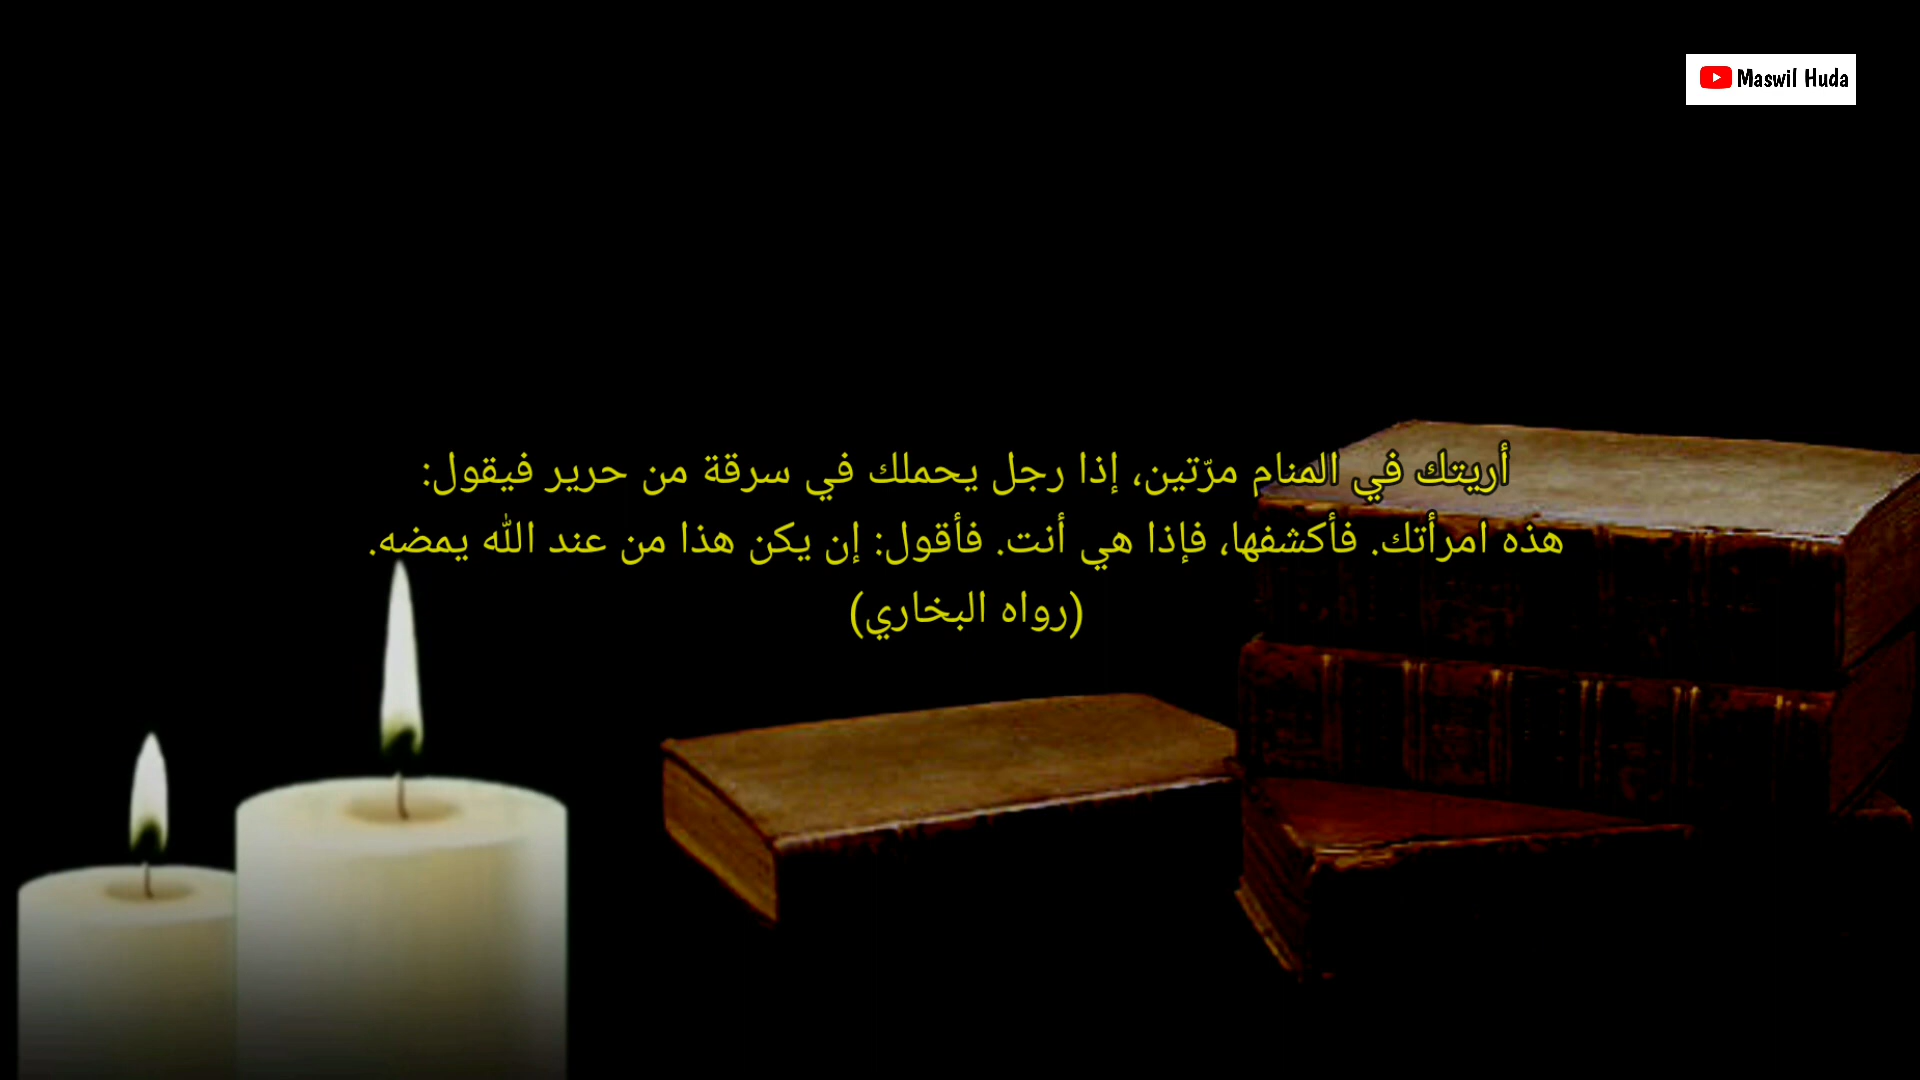 Maswil Huda
أريتك في المنام مرّتين، إذا رجل يحملك في سرقة من حرير فيقول:
هذه امرأتك. فأكشفها، فإذا هي أنت. فأقول: إن يكن هذا من عند الله يمضه.
(رواه البخاري)